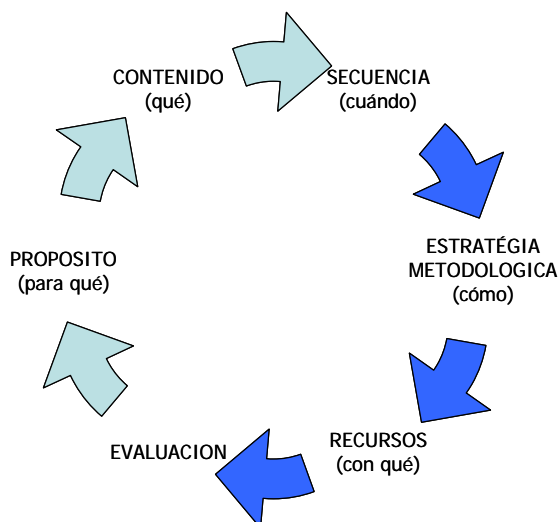 CONTENIDO
(qué)
SECUENCIA
(cuándo)
ESTRATÉGIA
METODOLOGICA
(cómo)
RECURSOS
(con qué)
EVALUACION
PROPOSITO
(para qué)